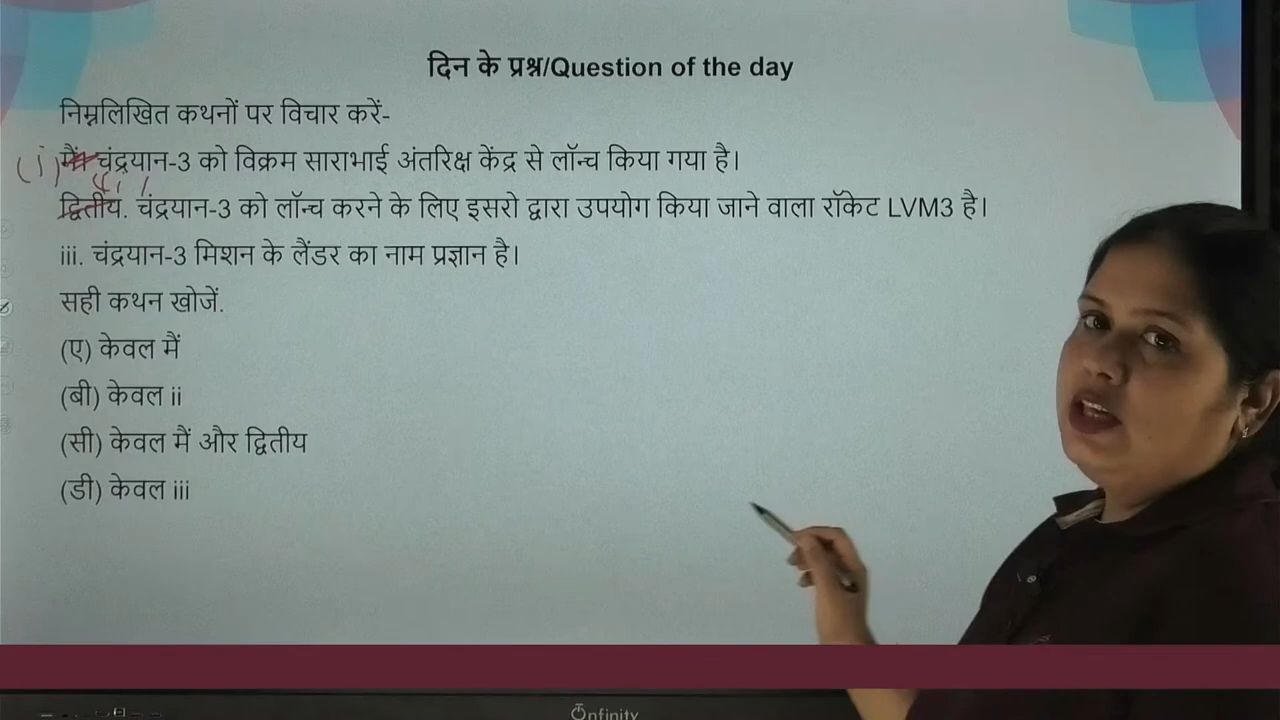 दिन के प्रश्न/Question of the day
निम्नलिखित कथनों पर विचार करें-
(i) मैं चंद्रयान-3 को विक्रम साराभाई अंतरिक्ष केंद्र से लॉन्च किया गया है।
द्वितीय. चंद्रयान-3 को लॉन्च करने के लिए इसरो द्वारा उपयोग किया जाने वाला रॉकेट LVM3 है।
iii. चंद्रयान-3 मिशन के लैंडर का नाम प्रज्ञान है।
सही कथन खोजें.
(ए) केवल मैं
(बी) केवल ii
(सी) केवल मैं और द्वितीय
(डी) केवल iii
nfinity